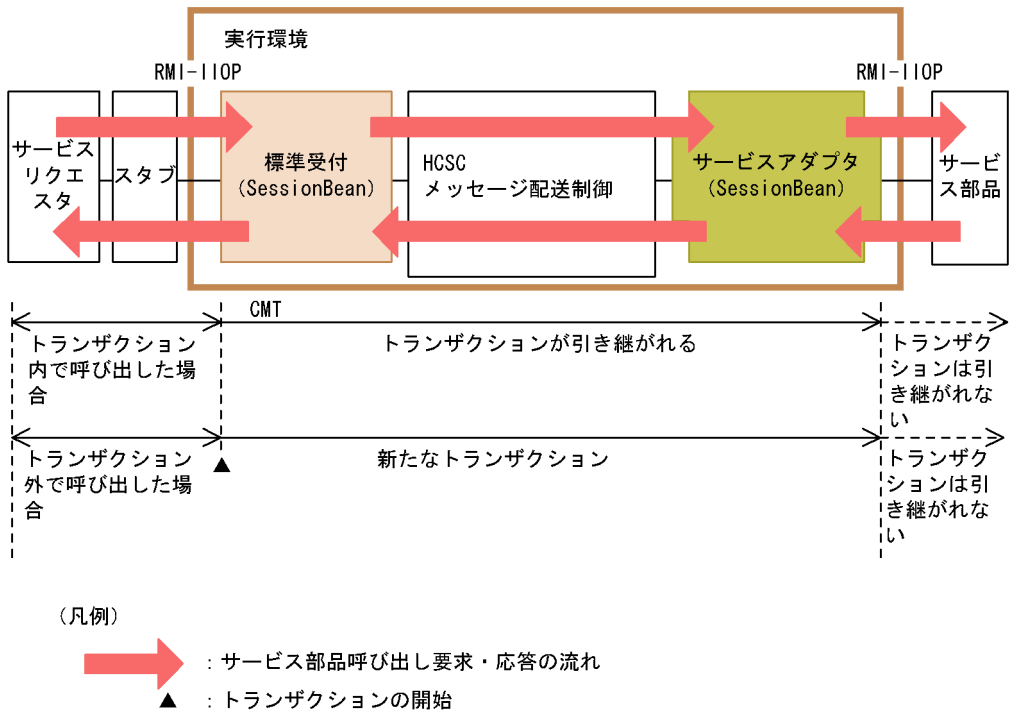 実行環境
RMI-IIOP
RMI-IIOP
サービス
リクエ
スタ
スタブ
標準受付
(SessionBean)
HCSC
メッセージ配送制御
サービスアダプタ
(SessionBean)
サービ
ス部品
CMT
トランザクション
内で呼び出した場
合
トランザクションが引き継がれる
トランザク
ションは引
き継がれな
い
トランザクション
外で呼び出した場
合
新たなトランザクション
トランザク
ションは引
き継がれな
い
(凡例)
:サービス部品呼び出し要求・応答の流れ
▲ :トランザクションの開始